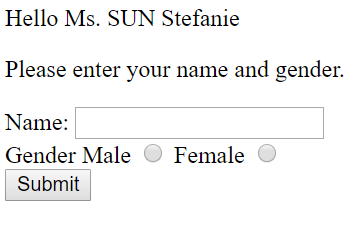 Hello Ms. SUN Stefanie
Please enter your name and gender.
Name:
Gender Male Female
Submit